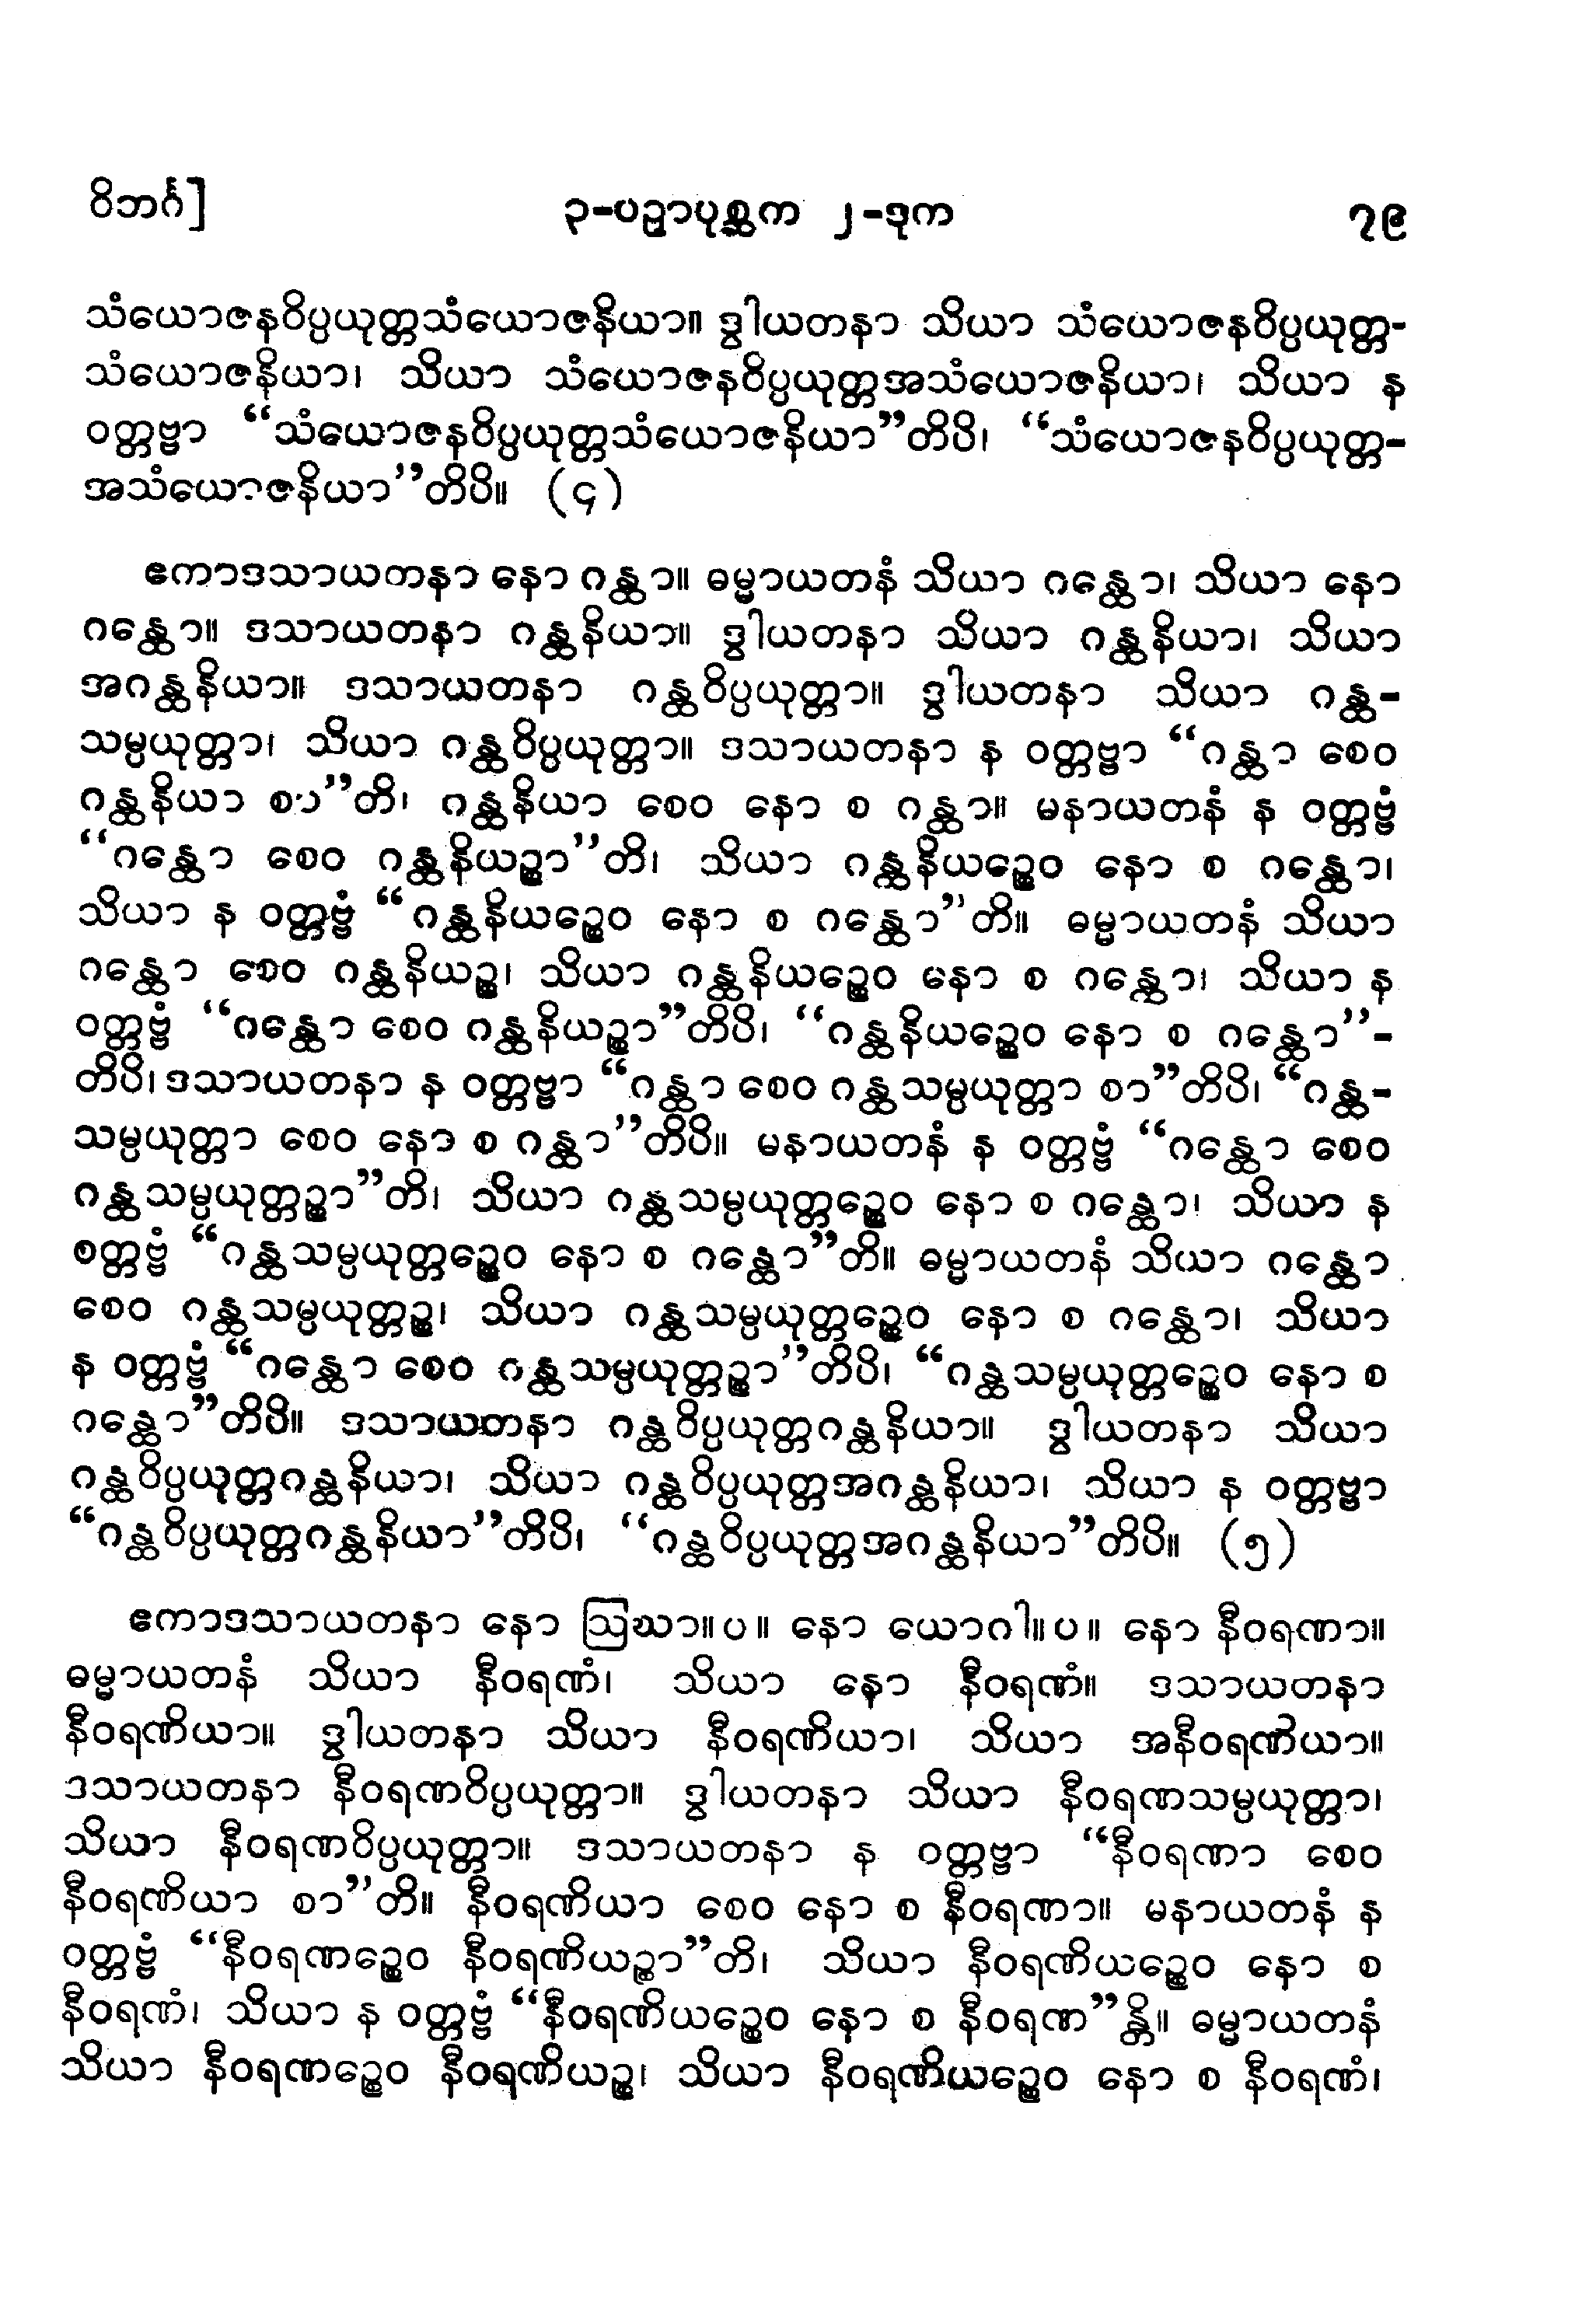 ဝိဘင်္ဂ]	၃-ပဉှာပုစ္ဆက ၂-ဒုက	၇၉
သံယောဇနဝိပ္ပယုတ္တသံယောဇနိယာ။ ဒွါယတနာ သိယာ သံယောဇနဝိပ္ပယုတ္တ-
သံယောဇနိယာ၊ သိယာ သံယောဇနဝိပ္ပယုတ္တအသံယောဇနိယာ၊ သိယာ န
ဝတ္တဗ္ဗာ “သံယောဇနဝိပ္ပယုတ္တသံယောဇနိယာ”တိပိ၊ “သံယောဇနဝိပ္ပယုတ္တ-
အသံယောဇနိယာ”တိပိ။ (၄)
ဧကာဒသာယတနာ နော ဂန္ထာ။ ဓမ္မာယတနံ သိယာ ဂန္ထော၊ သိယာ နော
ဂန္ထော။ ဒသာယတနာ ဂန္ထနိယာ။ ဒွါယတနာ သိယာ ဂန္ထနိယာ၊ သိယာ
အဂန္ထနိယာ။ ဒသာယတနာ ဂန္ထဝိပ္ပယုတ္တာ။ ဒွါယတနာ သိယာ ဂန္ထ-
သမ္ပယုတ္တာ၊ သိယာ ဂန္ထဝိပ္ပယုတ္တာ။ ဒသာယတနာ န ဝတ္တဗ္ဗာ “ဂန္ထာ စေဝ
ဂန္ထနိယာ စာ”တိ၊ ဂန္ထနိယာ စေဝ နော စ ဂန္ထာ။ မနာယတနံ န ဝတ္တဗ္ဗံ
“ဂန္ထော စေဝ ဂန္ထနိယဉ္စာ”တိ၊ သိယာ ဂန္ထနိယဉ္စေဝ နော စ ဂန္ထော၊
သိယာ န ဝတ္တဗ္ဗံ “ဂန္ထနိယဉ္စေဝ နော စ ဂန္ထော”တိ။ ဓမ္မာယတနံ သိယာ
ဂန္ထော စေဝ ဂန္ထနိယဉ္စ၊ သိယာ ဂန္ထနိယဉ္စေဝ နော စ ဂန္ထော၊ သိယာ န
ဝတ္တဗ္ဗံ “ဂန္ထော စေဝ ဂန္ထနိယဉ္စာ”တိပိ၊ “ဂန္ထနိယဉ္စေဝ နော စ ဂန္ထော”-
တိပိ၊ ဒသာယတနာ န ဝတ္တဗ္ဗာ “ဂန္ထာ စေဝ ဂန္ထသမ္ပယုတ္တာ စာ”တိပိ၊ “ဂန္ထ-
သမ္ပယုတ္တာ စေဝ နော စ ဂန္ထာ”တိပိ။ မနာယတနံ န ဝတ္တဗ္ဗံ “ဂန္ထော စေဝ
ဂန္ထသမ္ပယုတ္တဉ္စာ”တိ၊ သိယာ ဂန္ထသမ္ပယုတ္တဉ္စေဝ နော စ ဂန္ထော၊ သိယာ န
စတ္တဗ္ဗံ “ဂန္ထသမ္ပယုတ္တဉ္စေဝ နော စ ဂန္ထော”တိ။ ဓမ္မာယတနံ သိယာ ဂန္ထော
စေဝ ဂန္ထသမ္ပယုတ္တဉ္စ၊ သိယာ ဂန္ထသမ္ပယုတ္တဉ္စေဝ နော စ ဂန္ထော၊ သိယာ
န ဝတ္တဗ္ဗံ “ဂန္ထော စေဝ ဂန္ထသမ္ပယုတ္တဉ္စာ”တိပိ၊ “ဂန္ထသမ္ပယုတ္တဉ္စေဝ နော စ
ဂန္ထော”တိပိ။ ဒသာယတနာ ဂန္ထဝိပ္ပယုတ္တဂန္ထနိယာ။ ဒွါယတနာ သိယာ
ဂန္ထဝိပ္ပယုတ္တဂန္ထနိယာ၊ သိယာ ဂန္ထဝိပ္ပယုတ္တအဂန္ထနိယာ၊ သိယာ န ဝတ္တဗ္ဗာ
“ဂန္ထဝိပ္ပယုတ္တဂန္ထနိယာ”တိပိ၊ “ဂန္ထဝိပ္ပယုတ္တအဂန္ထနိယာ”တိပိ။ (၅)
ဧကာဒသာယတနာ နော ဩဃာ။ပ။ နော ယောဂါ။ပ။ နော နီဝရဏာ။
ဓမ္မာယတနံ သိယာ နီဝရဏံ၊ သိယာ နော နီဝရဏံ။ ဒသာယတနာ
နီဝရဏိယာ။ ဒွါယတနာ သိယာ နီဝရဏိယာ၊ သိယာ အနီဝရဏိယာ။
ဒသာယတနာ နီဝရဏဝိပ္ပယုတ္တာ။ ဒွါယတနာ သိယာ နီဝရဏသမ္ပယုတ္တာ၊
သိယာ နီဝရဏဝိပ္ပယုတ္တာ။ ဒသာယတနာ န ဝတ္တဗ္ဗာ “နီဝရဏာ စေဝ
နီဝရဏိယာ စာ”တိ။ နီဝရဏိယာ စေဝ နော စ နီဝရဏာ။ မနာယတနံ န
ဝတ္တဗ္ဗံ “နီဝရဏဉ္စေဝ နီဝရဏိယဉ္စာ”တိ၊ သိယာ နီဝရဏိယဉ္စေဝ နော စ
နီဝရဏံ၊ သိယာ န ဝတ္တဗ္ဗံ “နီဝရဏိယဉ္စေဝ နော စ နီဝရဏ”န္တိ။ ဓမ္မာယတနံ
သိယာ နီဝရဏဉ္စေဝ နီဝရဏိယဉ္စ၊ သိယာ နီဝရဏိယဉ္စေဝ နော စ နီဝရဏံ၊